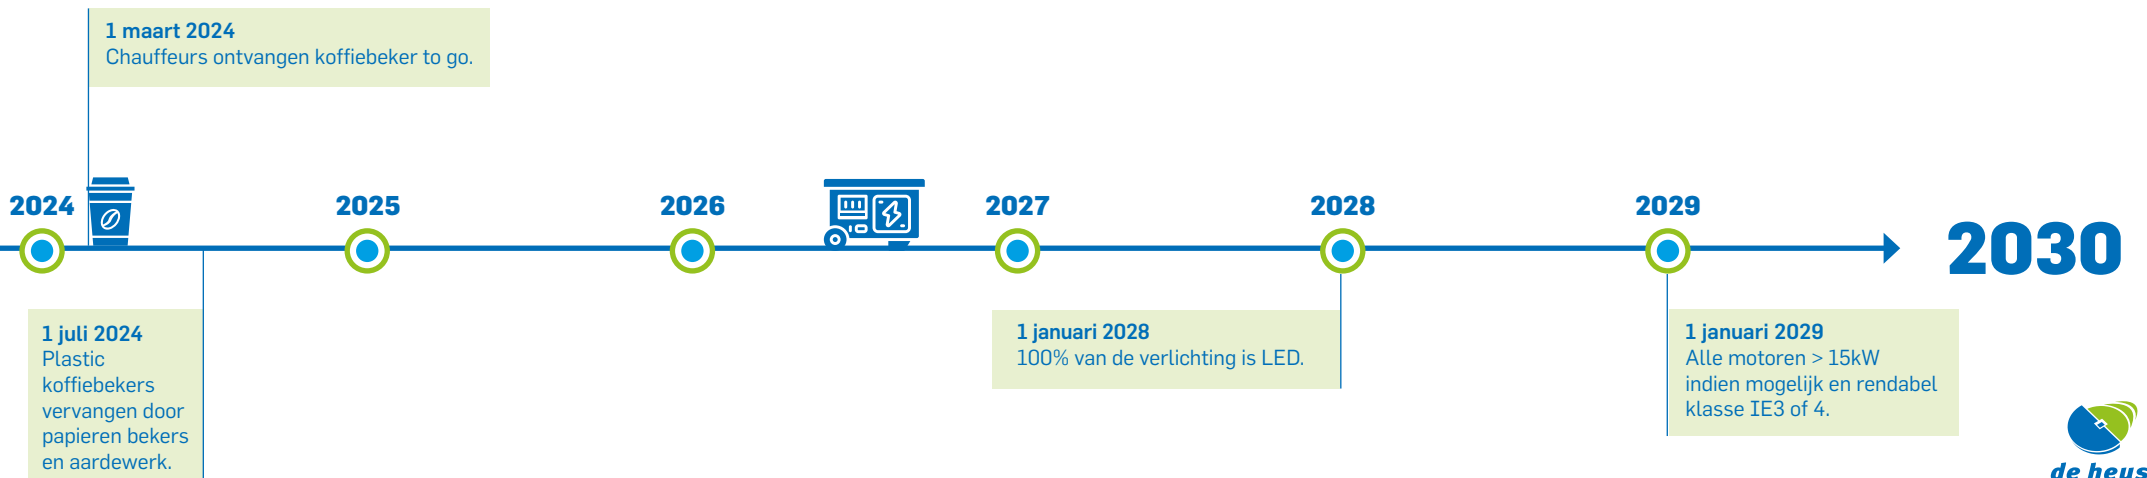 1 maart 2024
Chauffeurs ontvangen koffiebeker to go.
2024
2025
2026
2027
2028
2029
2030
1 juli 2024
Plastic
koffiebekers
vervangen door
papieren bekers
en aardewerk.
1 januari 2028
100% van de verlichting is LED.
1 januari 2029
Alle motoren > 15kW
indien mogelijk en rendabel
klasse IE3 of 4.
de heus